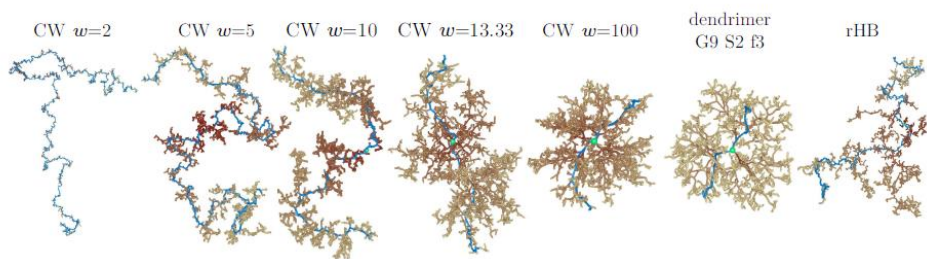 CW w=2
CW w=5
CW w=10
CW w=13.33
CW w=100
dendrimer
G9 S2 f3
rHB